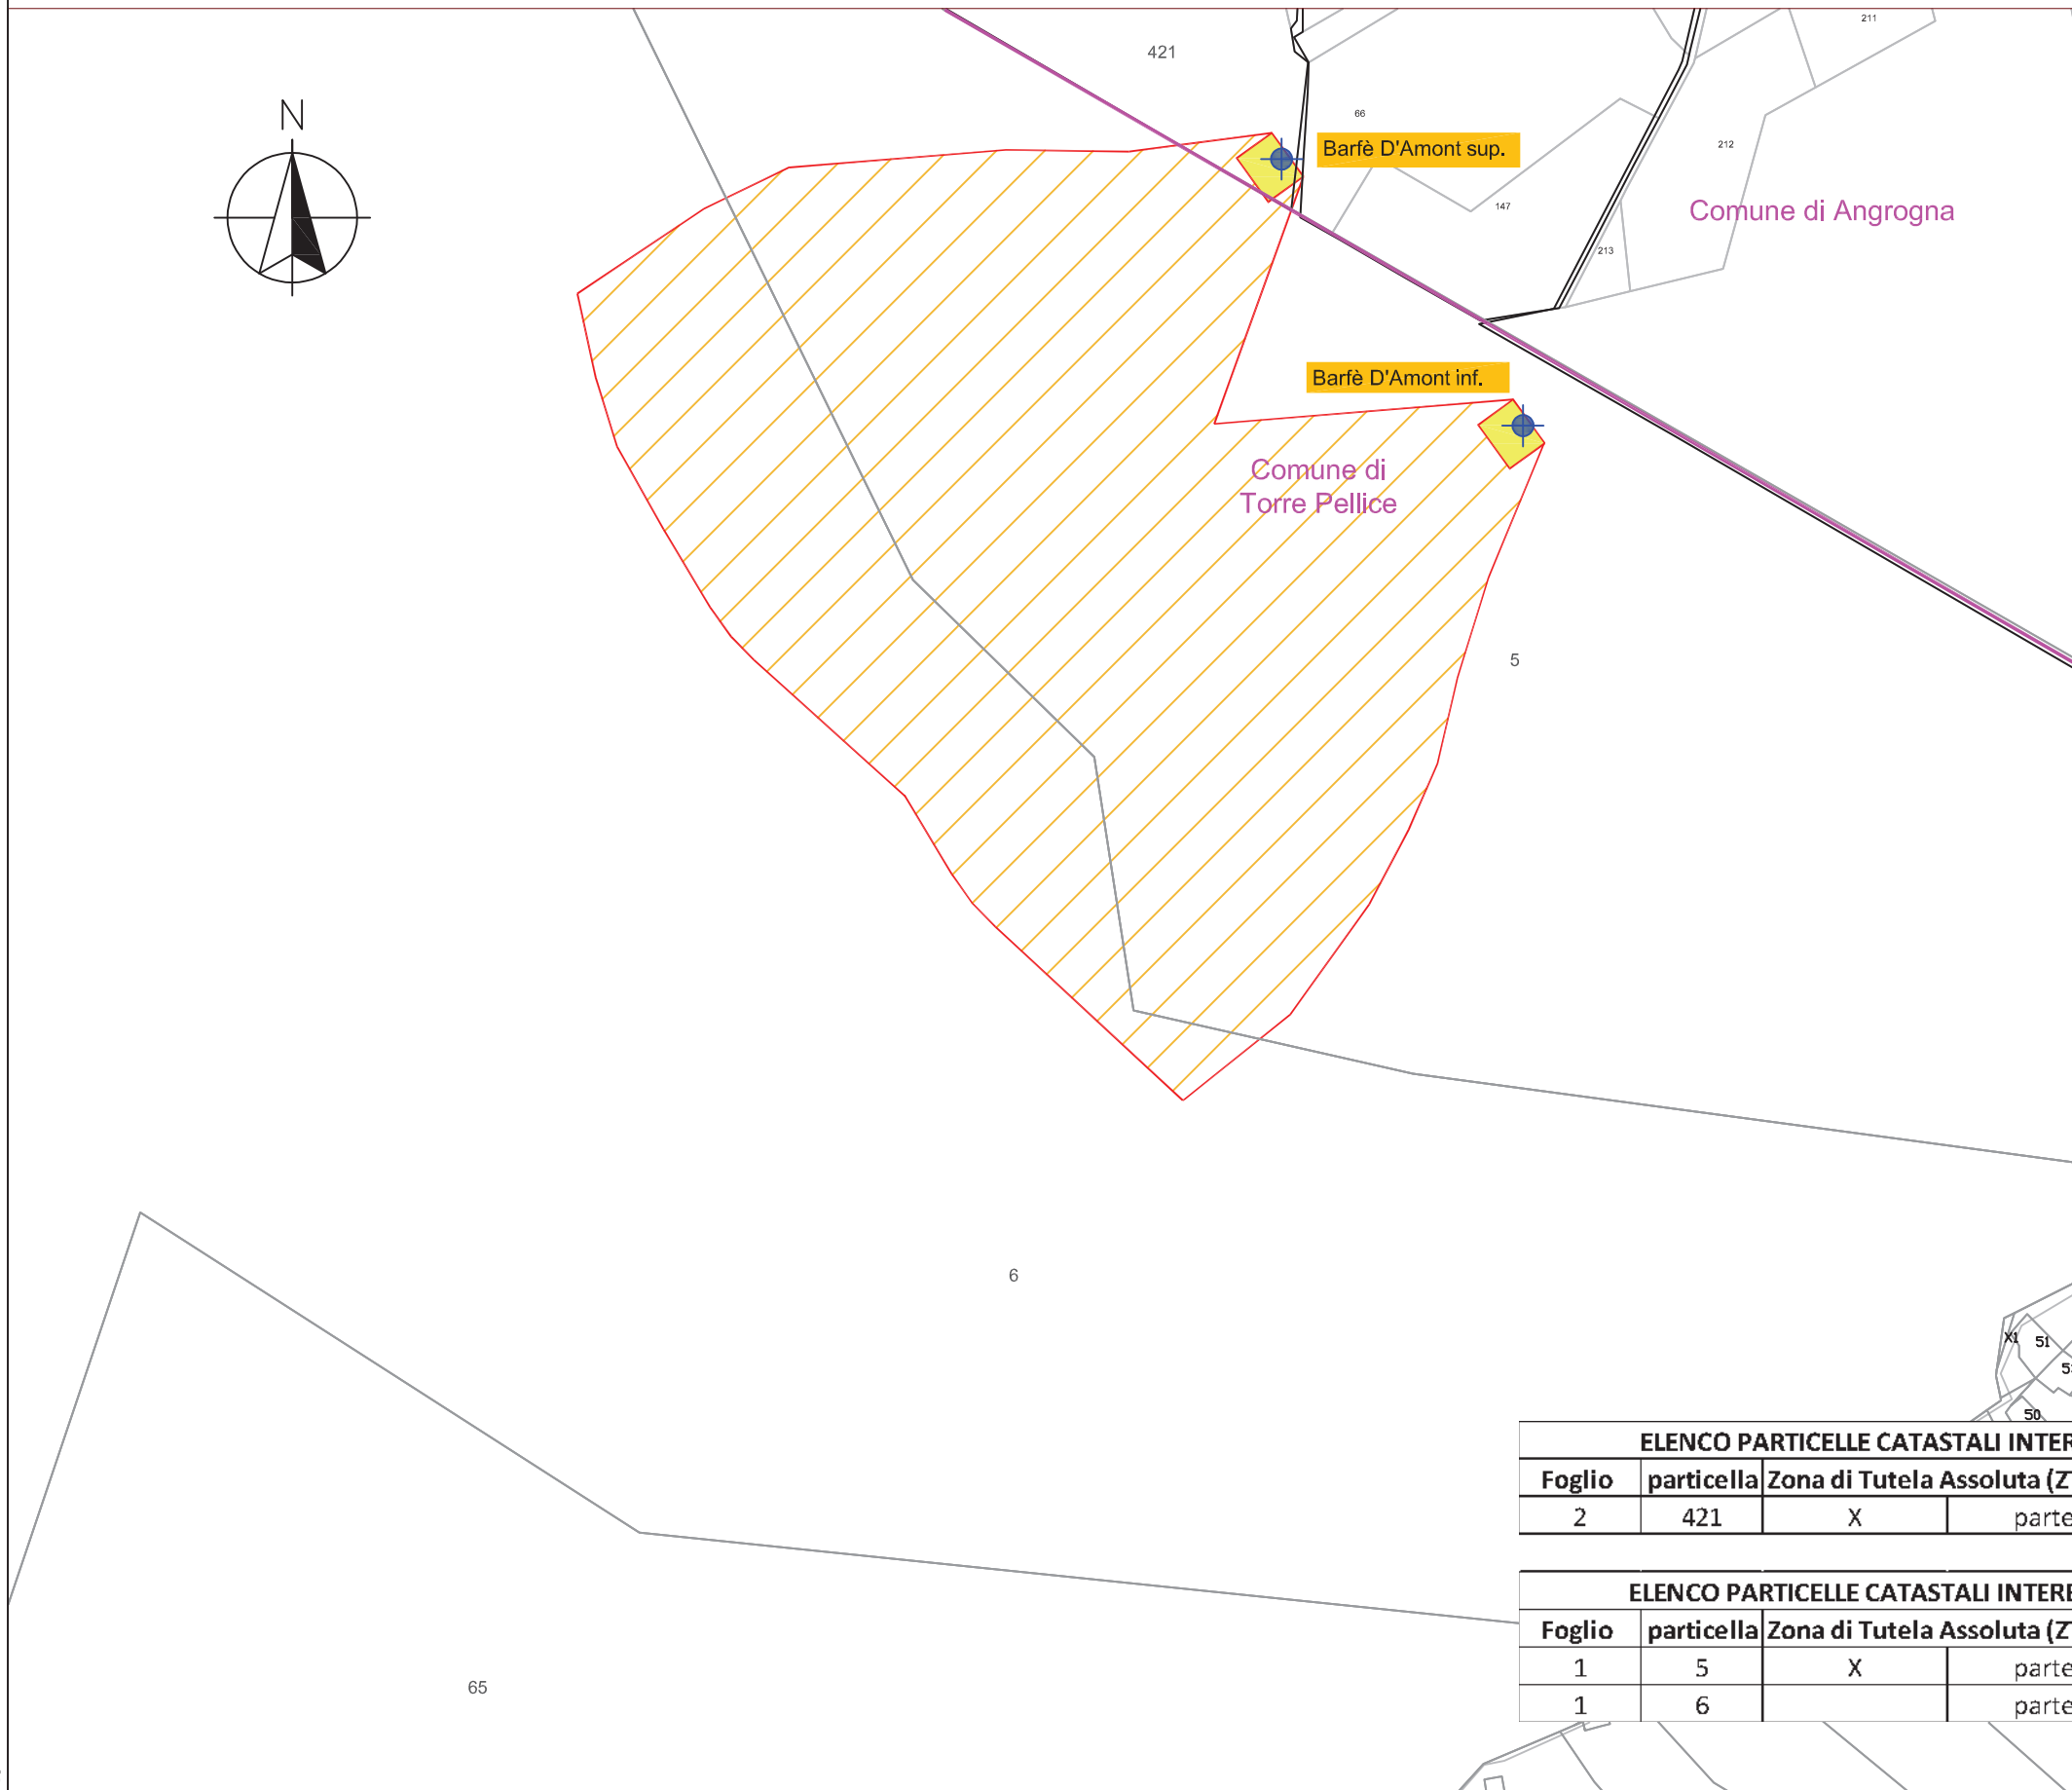 211
421
N
66
Barfè D'Amont sup.
212
147
Comune di Angrogna
213
Barfè D'Amont inf.
Comune di
Torre Pellice
5
6
X1
51
50
ELENCO PARTICELLE CATASTALI
Foglio particella Zona di Tutela Assoluta
2 421 X parte
ELENCO PARTICELLE CATASTALI
Foglio particella Zona di Tutela Assoluta
1 5 X parte
1 6 parte
65